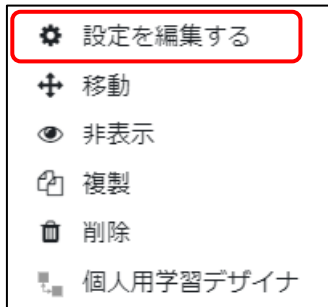 設定を編集する
移動
非表示
複製
削除
個人用学習デザイナ